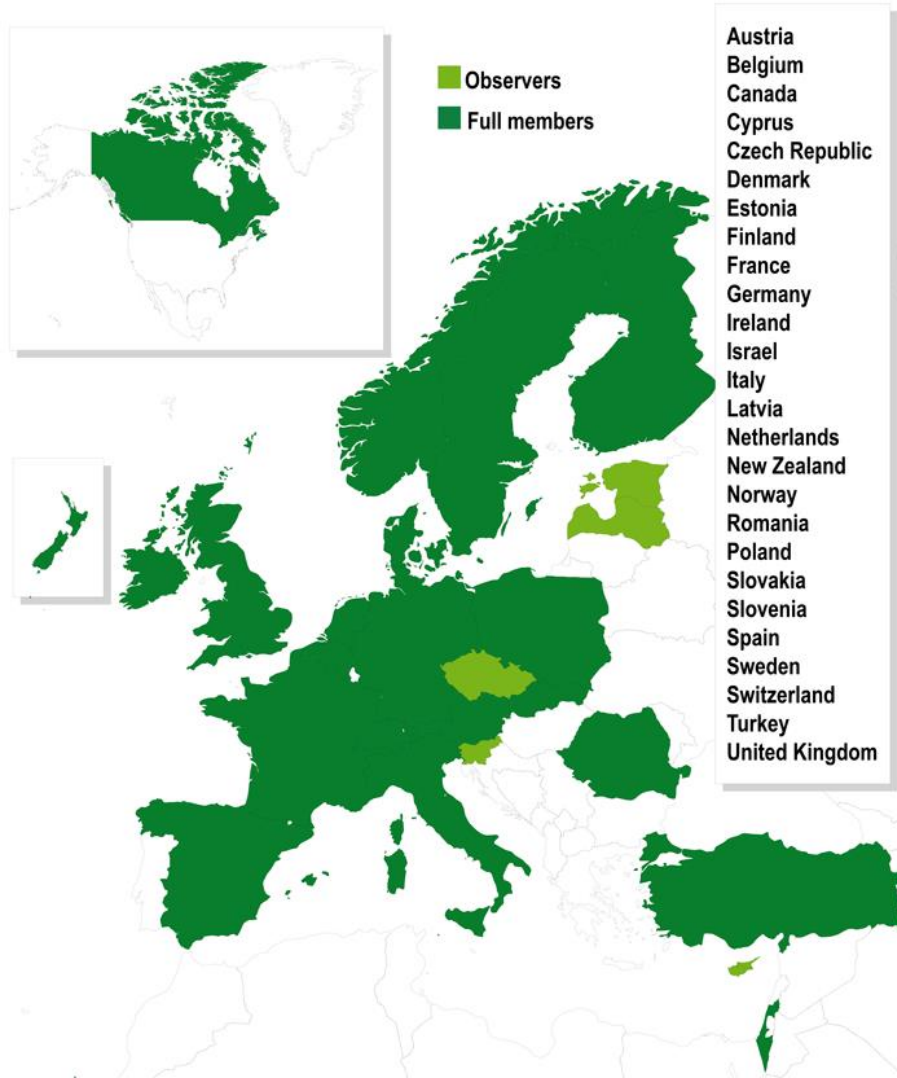 Observers
Full members
Austria
Belgium
Canada
Cyprus
Czech Republic
Denmark
Estonia
Finland
France
Germany
Ireland
Israel
Italy
Latvia
Netherlands
New Zealand
Norway
Romania
Poland
Slovakia
Slovenia
Spain
Sweden
Switzerland
Turkey
United Kingdom